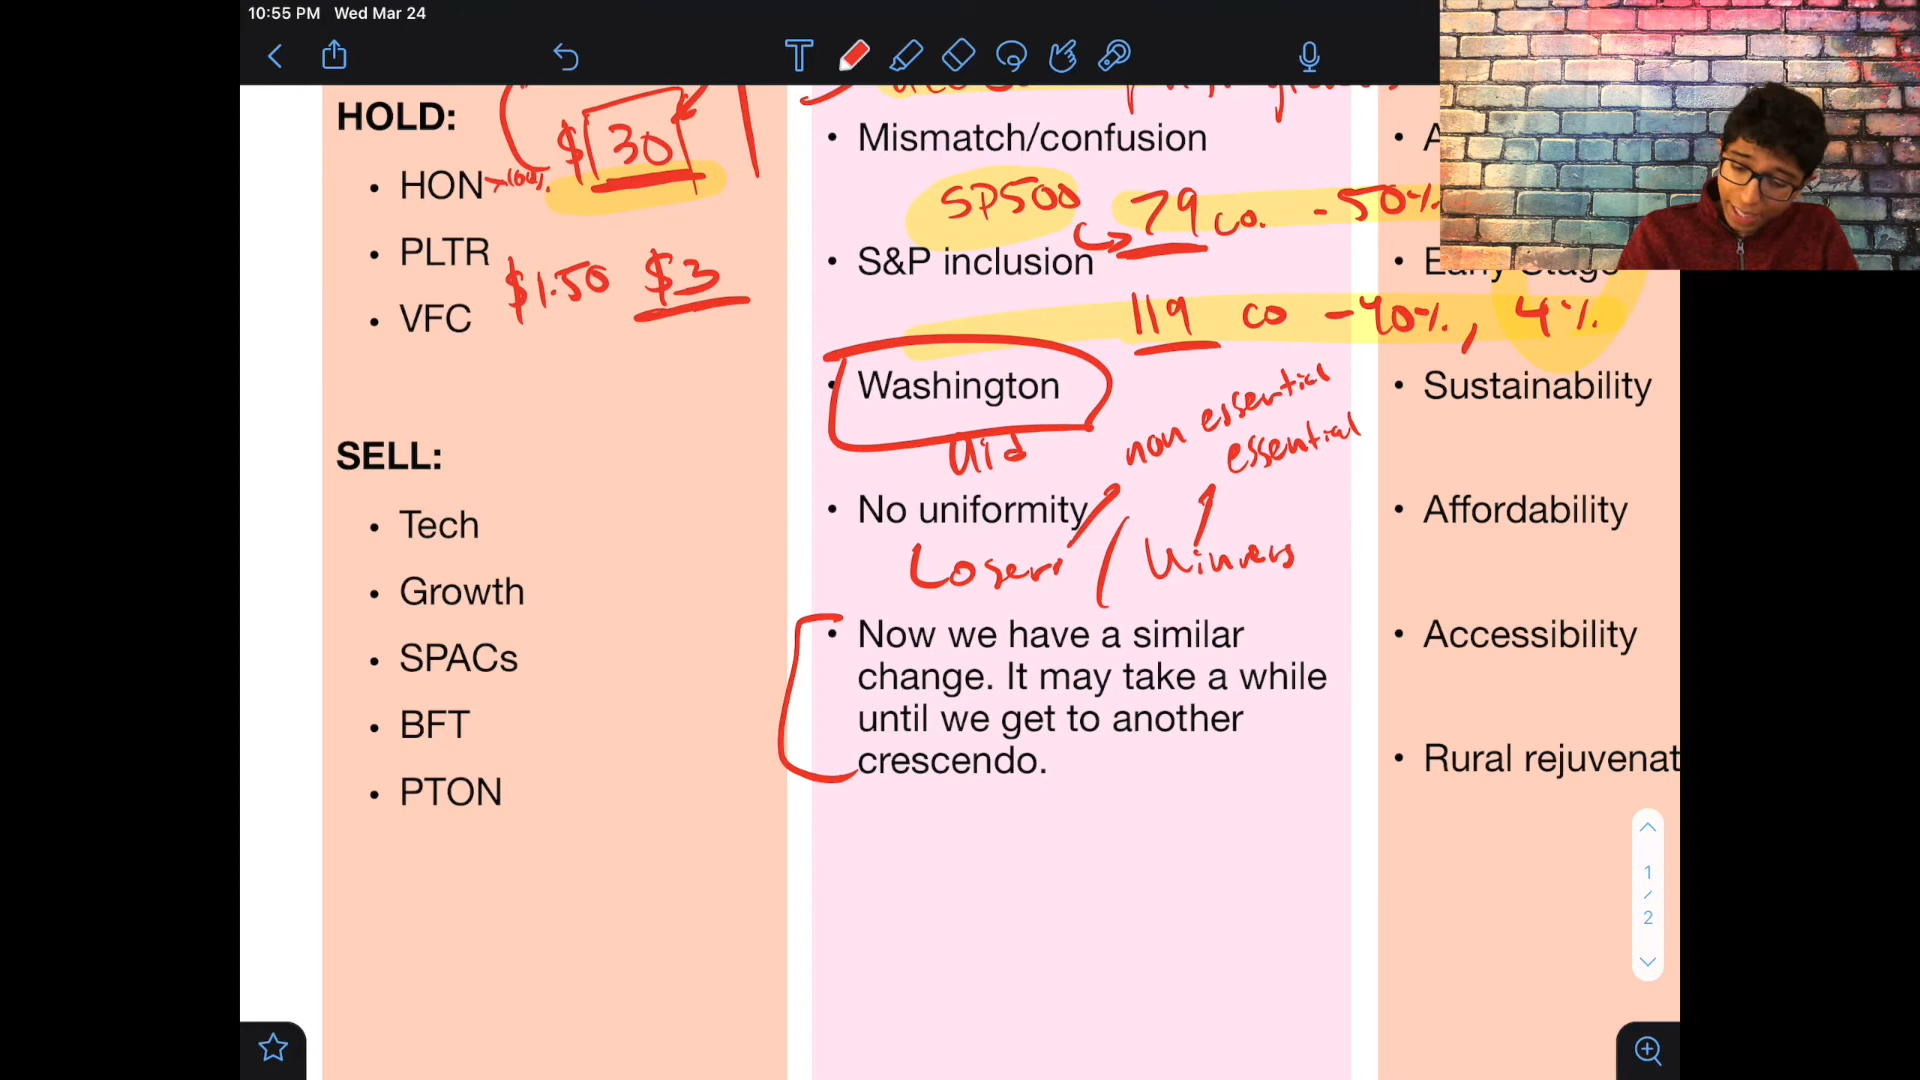 10:55 PM Wed Mar 24
HOLD:
$ 30
• HON
• PLTR
$1.50 $3
• VFC
SELL:
• Tech
• Growth
• SPACs
• BFT
• PTON
• Mismatch/confusion
SP500 79 co. -50%
• S&P inclusion
119 co -40%, 4%
• Washington
aid
non essential
essential
• No uniformity
Losers / Winners
• Now we have a similar
change. It may take a while
until we get to another
crescendo.
• A
• Early Stage
• Sustainability
• Affordability
• Accessibility
• Rural rejuvenat
1
/
2